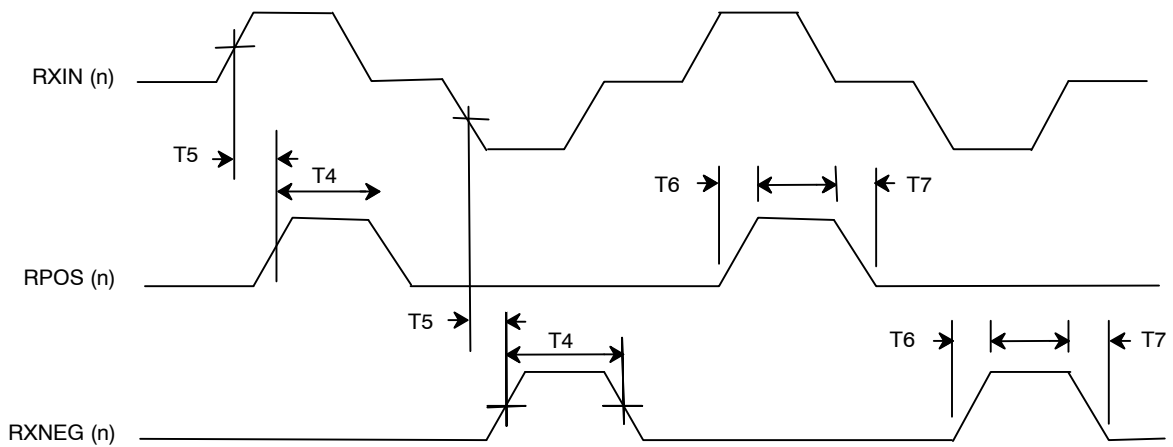 RXIN (n)
T5
T4
T6
T7
RPOS (n)
T5
T4
T6
T7
RXNEG (n)